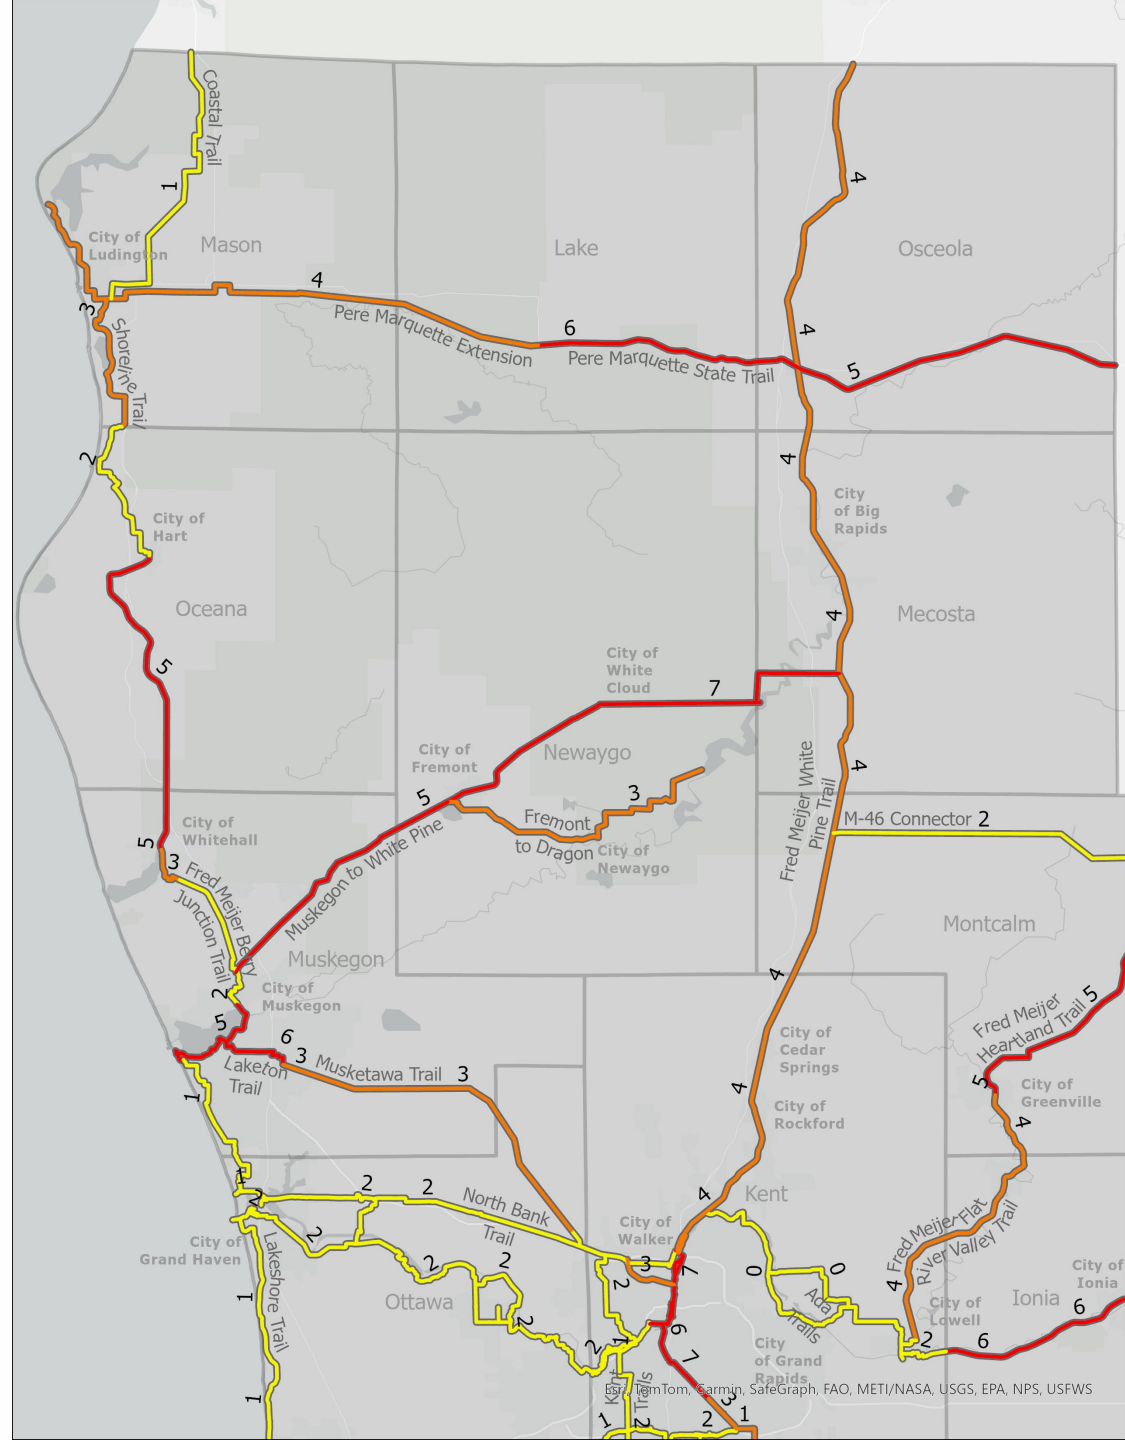 Coastal Trail
4
1
City of
Ludington
Mason
Lake
Osceola
4
3
Pere Marquette Extension
6
4
Pere Marquette State Trail
5
Shoreline Trail
2
4
City
of Big
Rapids
City of
Hart
Oceana
4
Mecosta
5
City of
White
Cloud
7
City of
Fremont
Newaygo
4
5
3
Fremont
to Dragon
Fred Meijer White
Pine Trail
M-46 Connector 2
City of
Whitehall
5
3
Muskegon to White Pine
City of
Newaygo
Fred Meijer Berry
Junction Trail
Montcalm
Muskegon
4
2
City of
Muskegon
5
Fred Meijer
Heartland Trail
5
6
3
Musketawa Trail
3
Laketon
Trail
City of
Cedar
Springs
5
City of
Greenville
1
4
City of
Rockford
4
1
2
2
2
North Bank
Trail
4
Kent
2
City of
Grand Haven
Lakeshore Trail
City of
Walker
Fred Meijer Flat
River Valley Trail
2
2
3
7
2
0
0
4
City of
Ionia
1
Ottawa
Ada
Trails
City of
Lowell
Ionia
6
2
2
1
6
2
6
7
City
of Grand
Rapids
1
Kent
Trails
Esri, TomTom, Garmin, SafeGraph, FAO, METI/NASA, USGS, EPA, NPS, USFWS
3
1
2
2
1